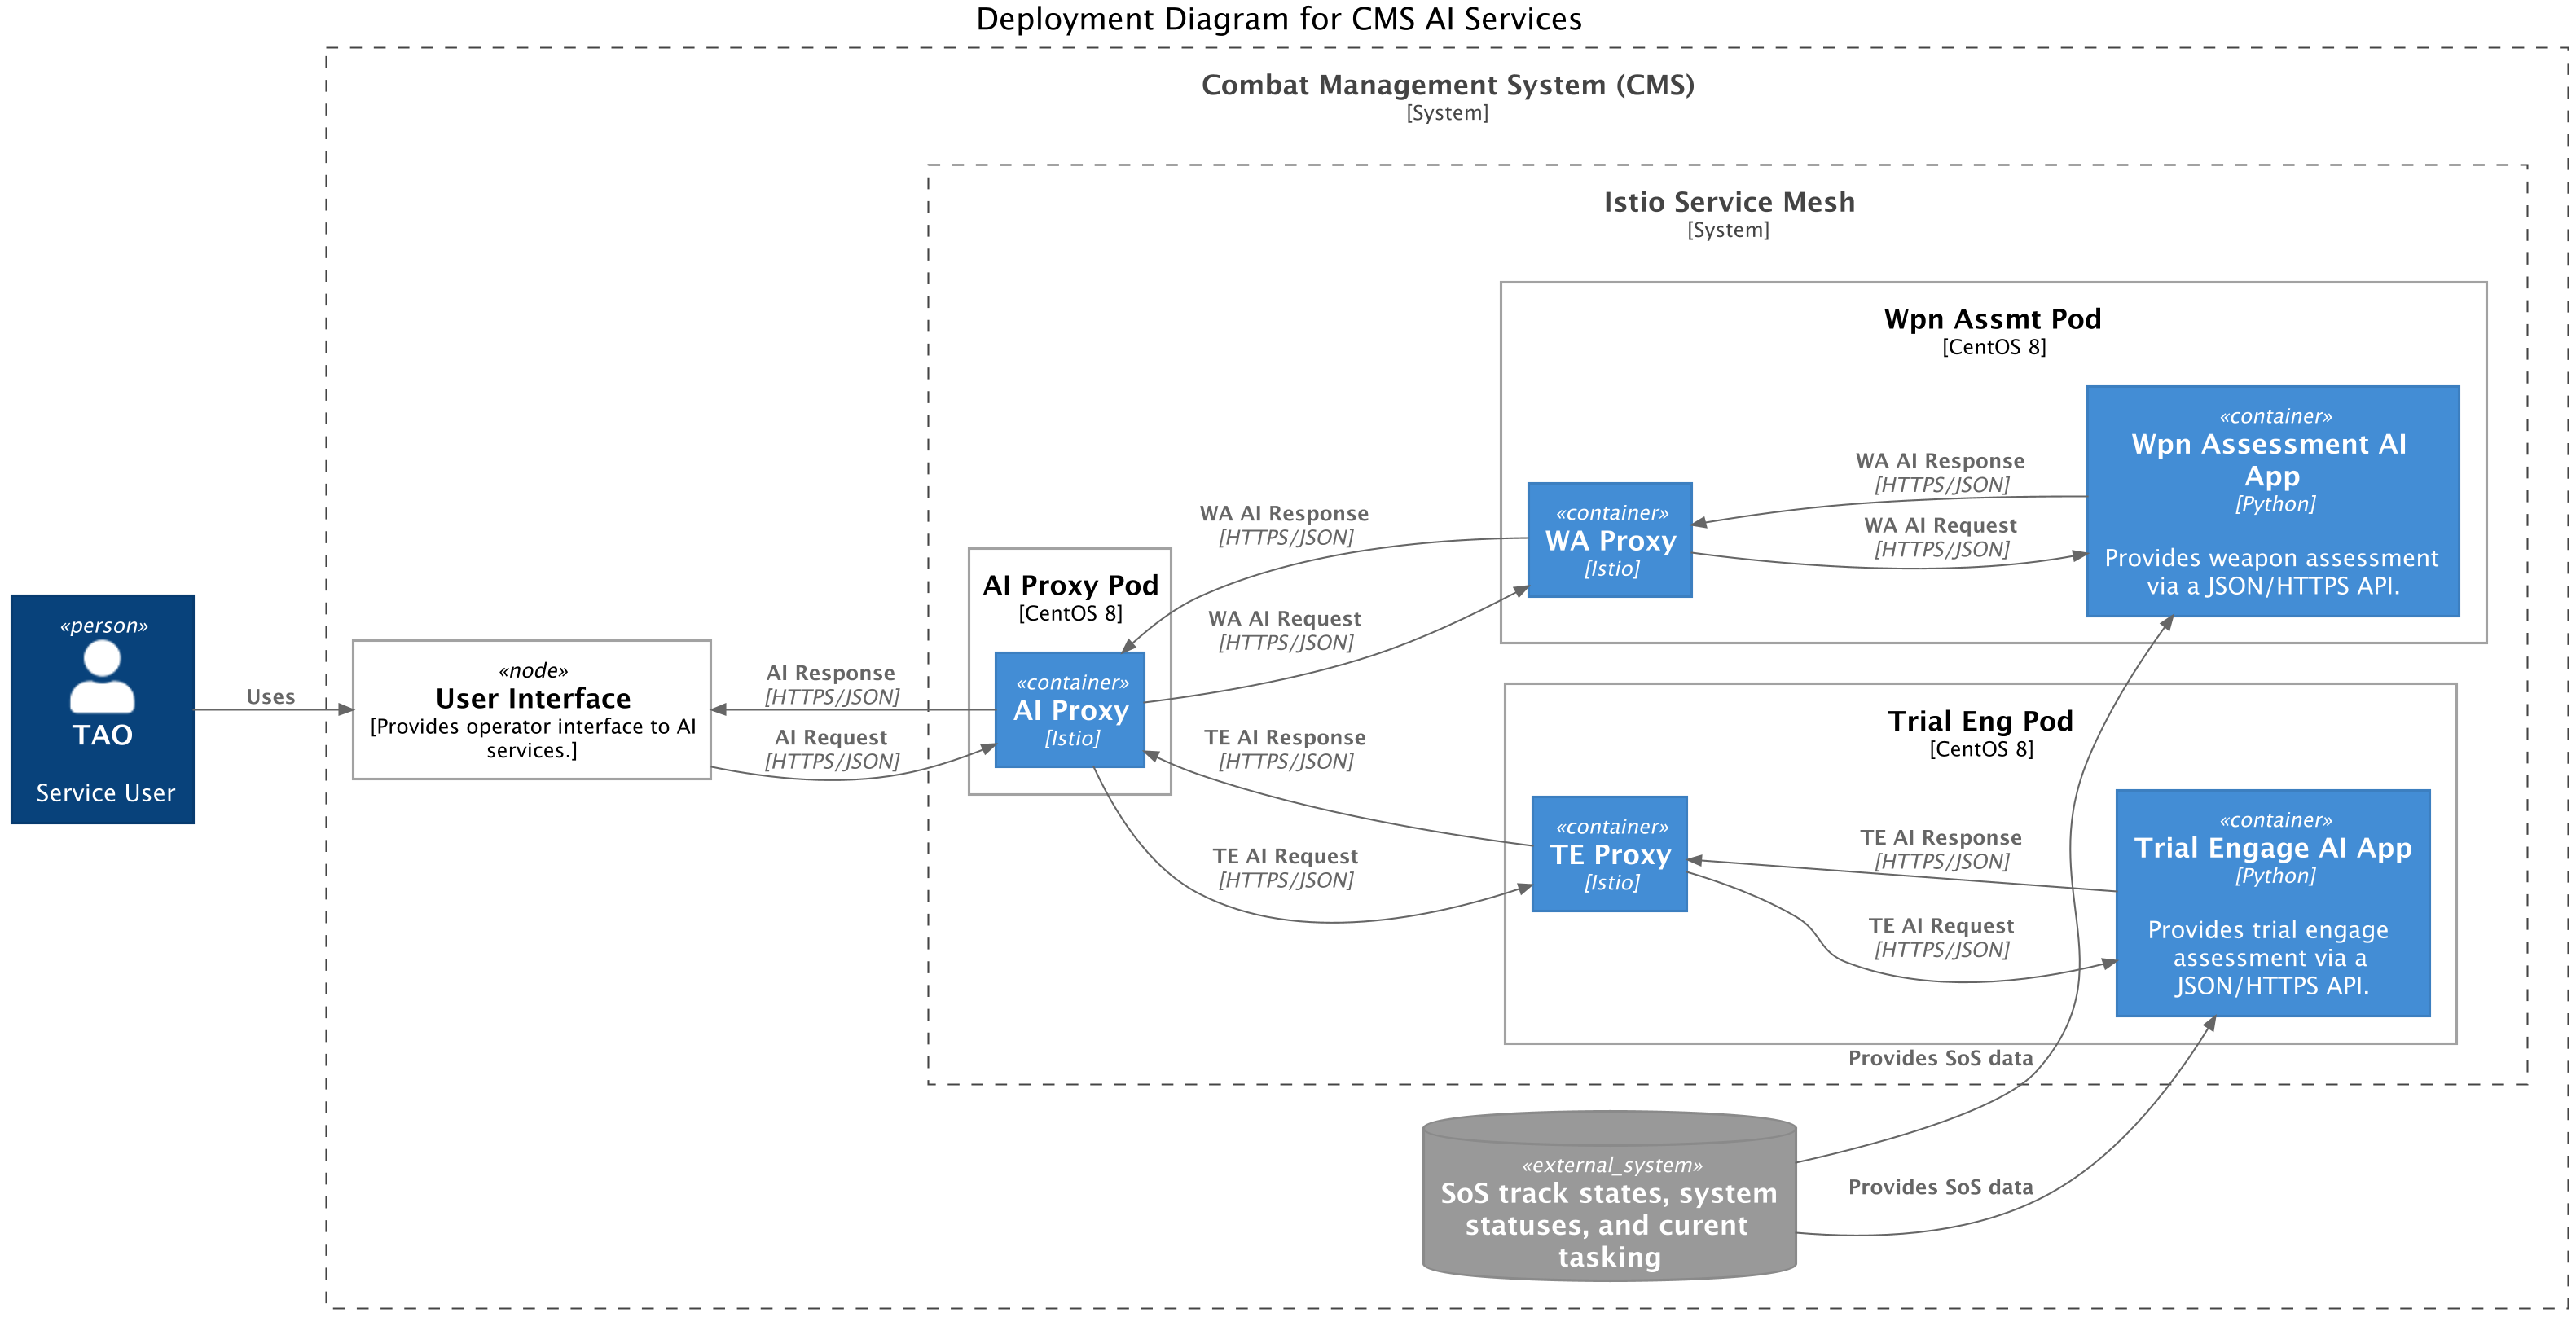 Deployment Diagram for CMS AI Services
Combat Management System (CMS)
[System]
Istio Service Mesh
[System]
Wpn Assmt Pod
[CentOS 8]
«container»
Wpn Assessment AI
App
[Python]
Provides weapon assessment
via a JSON/HTTPS API.
WA AI Response
[HTTPS/JSON]
WA AI Request
[HTTPS/JSON]
«container»
WA Proxy
[Istio]
WA AI Response
[HTTPS/JSON]
WA AI Request
[HTTPS/JSON]
AI Proxy Pod
[CentOS 8]
«container»
AI Proxy
[Istio]
«person»
TAO
Service User
Uses
«node»
User Interface
[Provides operator interface to AI
services.]
AI Response
[HTTPS/JSON]
AI Request
[HTTPS/JSON]
TE AI Response
[HTTPS/JSON]
TE AI Request
[HTTPS/JSON]
Trial Eng Pod
[CentOS 8]
«container»
TE Proxy
[Istio]
TE AI Response
[HTTPS/JSON]
TE AI Request
[HTTPS/JSON]
«container»
Trial Engage AI App
[Python]
Provides trial engage
assessment via a
JSON/HTTPS API.
Provides SoS data
Provides SoS data
«external_system»
SoS track states, system
statuses, and curent
tasking